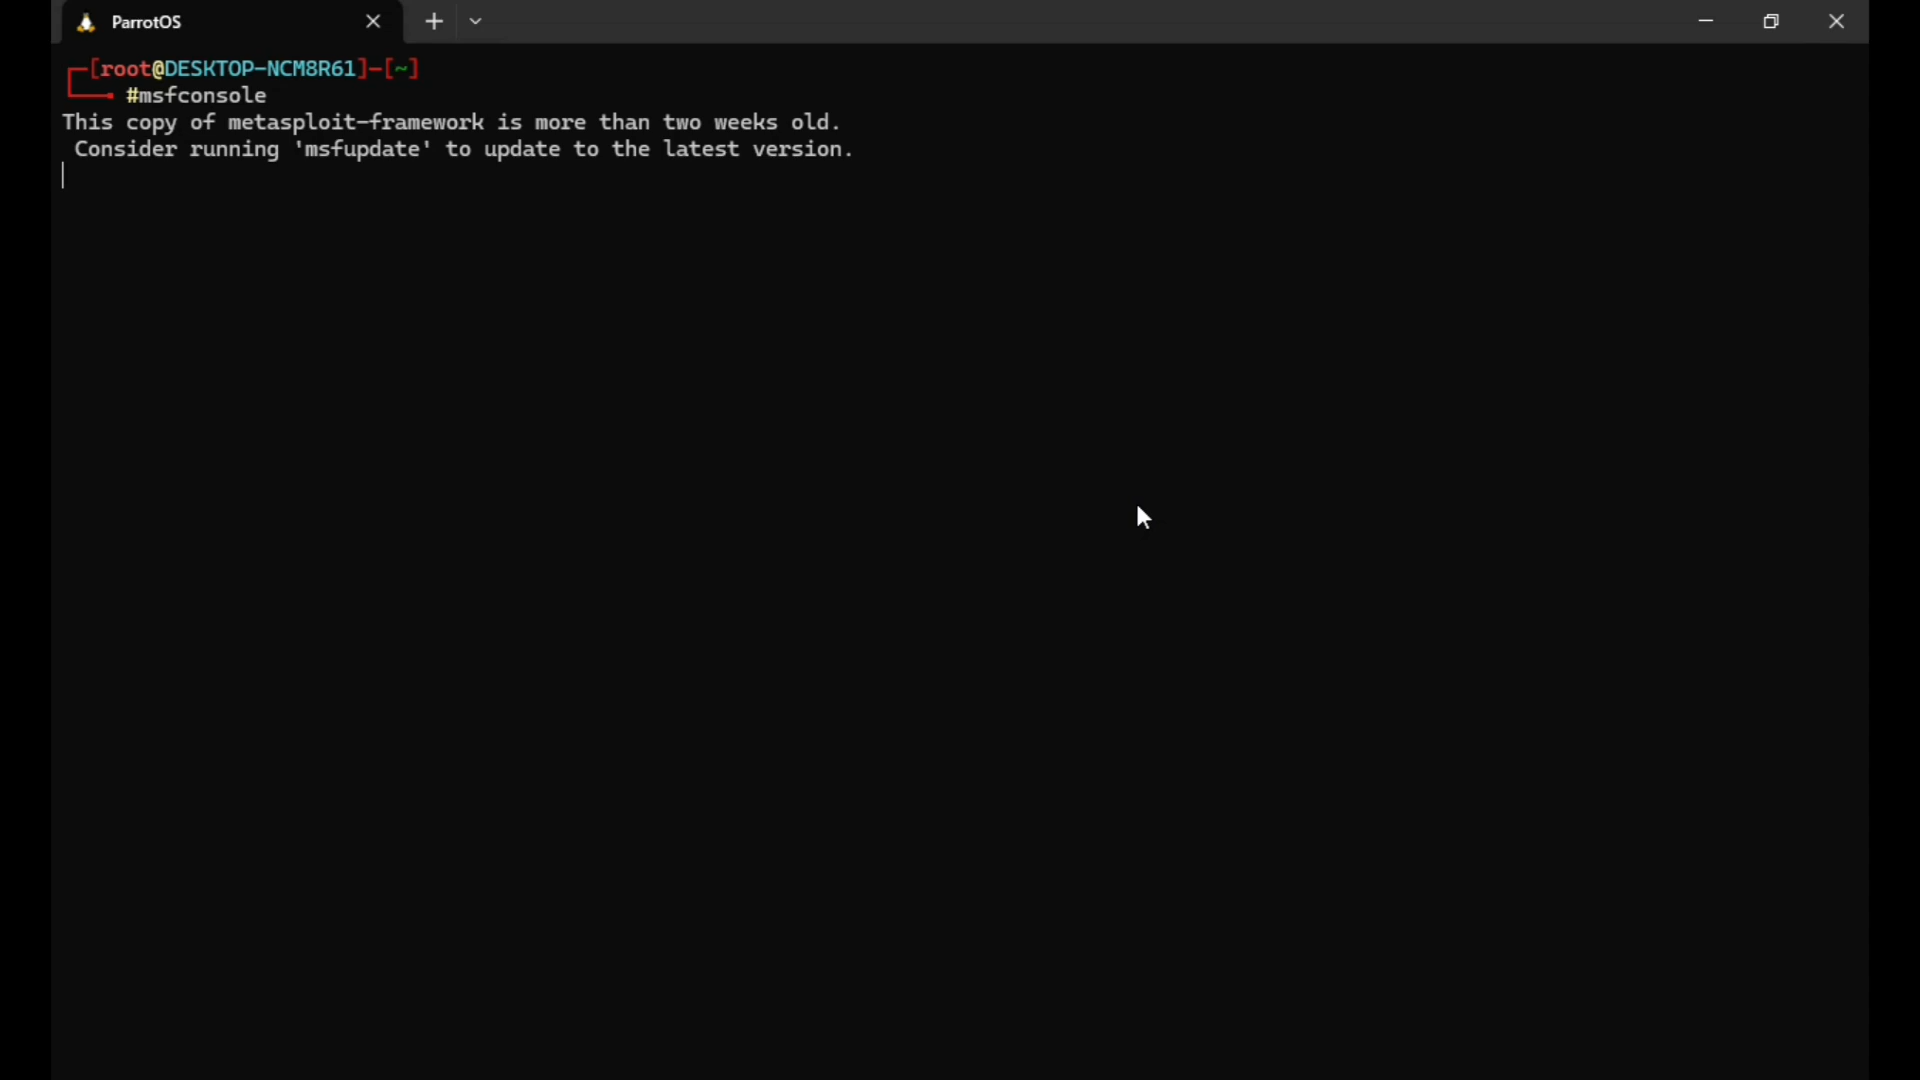 ParrotOS
[root@DESKTOP-NCM8R61]-[~]
#msfconsole
This copy of metasploit-framework is more than two weeks old.
Consider running 'msfupdate' to update to the latest version.